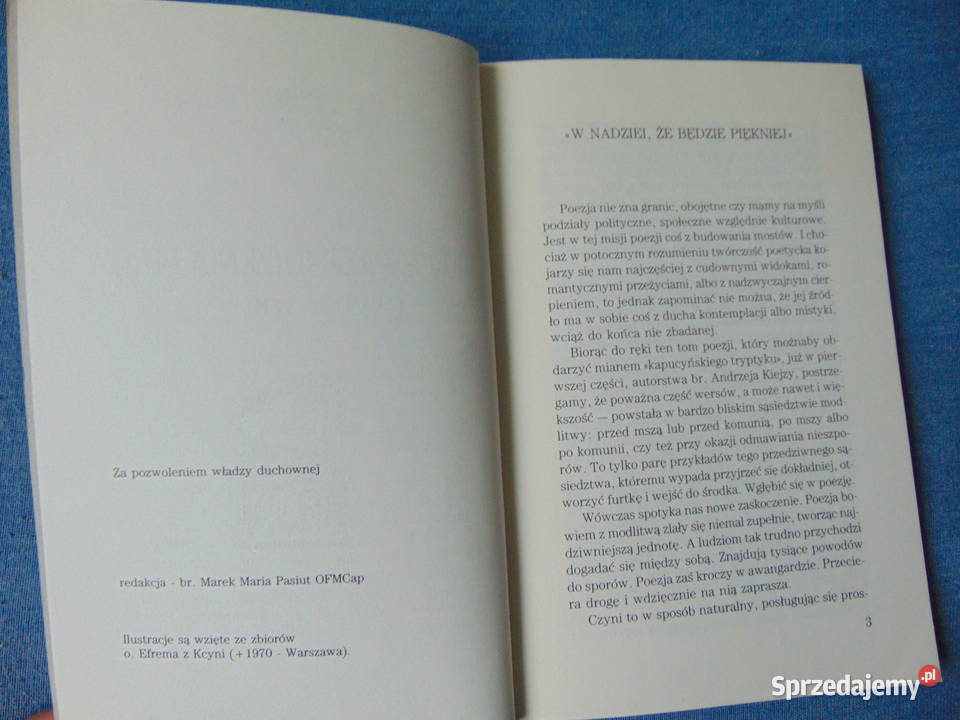 Za pozwoleniem władzy duchownej
redakcja - br. Marek Maria Pasiut OFMCap
Ilustracje są wzięte ze zbiorów
o. Efrema z Kcyni (+1970 - Warszawa).
«W NADZIEI, ŻE BĘDZIE PIĘKNIEJ»
Poezja nie zna granic, obojętne czy mamy na myśli
podziały polityczne, społeczne względnie kulturowe.
Jest w tej misji poezji coś z budowania mostów. I cho-
ciaż w potocznym rozumieniu twórczość poetycka ko-
jarzy się nam najczęściej z cudownymi widokami, ro-
mantycznymi przeżyciami, albo z nadzwyczajnym cier-
pieniem, to jednak zapominać nie można, że jej źród-
ło ma w sobie coś z ducha kontemplacji albo mistyki,
wciąż do końca nie zbadanej.
Biorąc do ręki ten tom poezji, który możnaby ob-
darzyć mianem «kapucyńskiego tryptyku», już w pier-
wszej części, autorstwa br. Andrzeja Kiejzy, postrze-
gamy, że poważna część wersów, a może nawet i wię-
kszość — powstała w bardzo bliskim sąsiedztwie mod-
litwy: przed mszą lub przed komunią, po mszy albo
po komunii, czy też przy okazji odmawiania nieszpo-
rów. To tylko parę przykładów tego przedziwnego są-
siedztwa, któremu wypada przyjrzeć się dokładniej, ot-
worzyć furtkę i wejść do środka. Wgłębić się w poezję.
Wówczas spotyka nas nowe zaskoczenie. Poezja bo-
wiem z modlitwą zlały się niemal zupełnie, tworząc naj-
dziwniejszą jednotę. A ludziom tak trudno przychodzi
dogadać się między sobą. Znajdują tysiące powodów
do sporów. Poezja zaś kroczy w awangardzie. Przecie-
ra drogę i wdzięcznie na nią zaprasza.
Czyni to w sposób naturalny, posługując się pros-
3
Sprzedajemy.pl